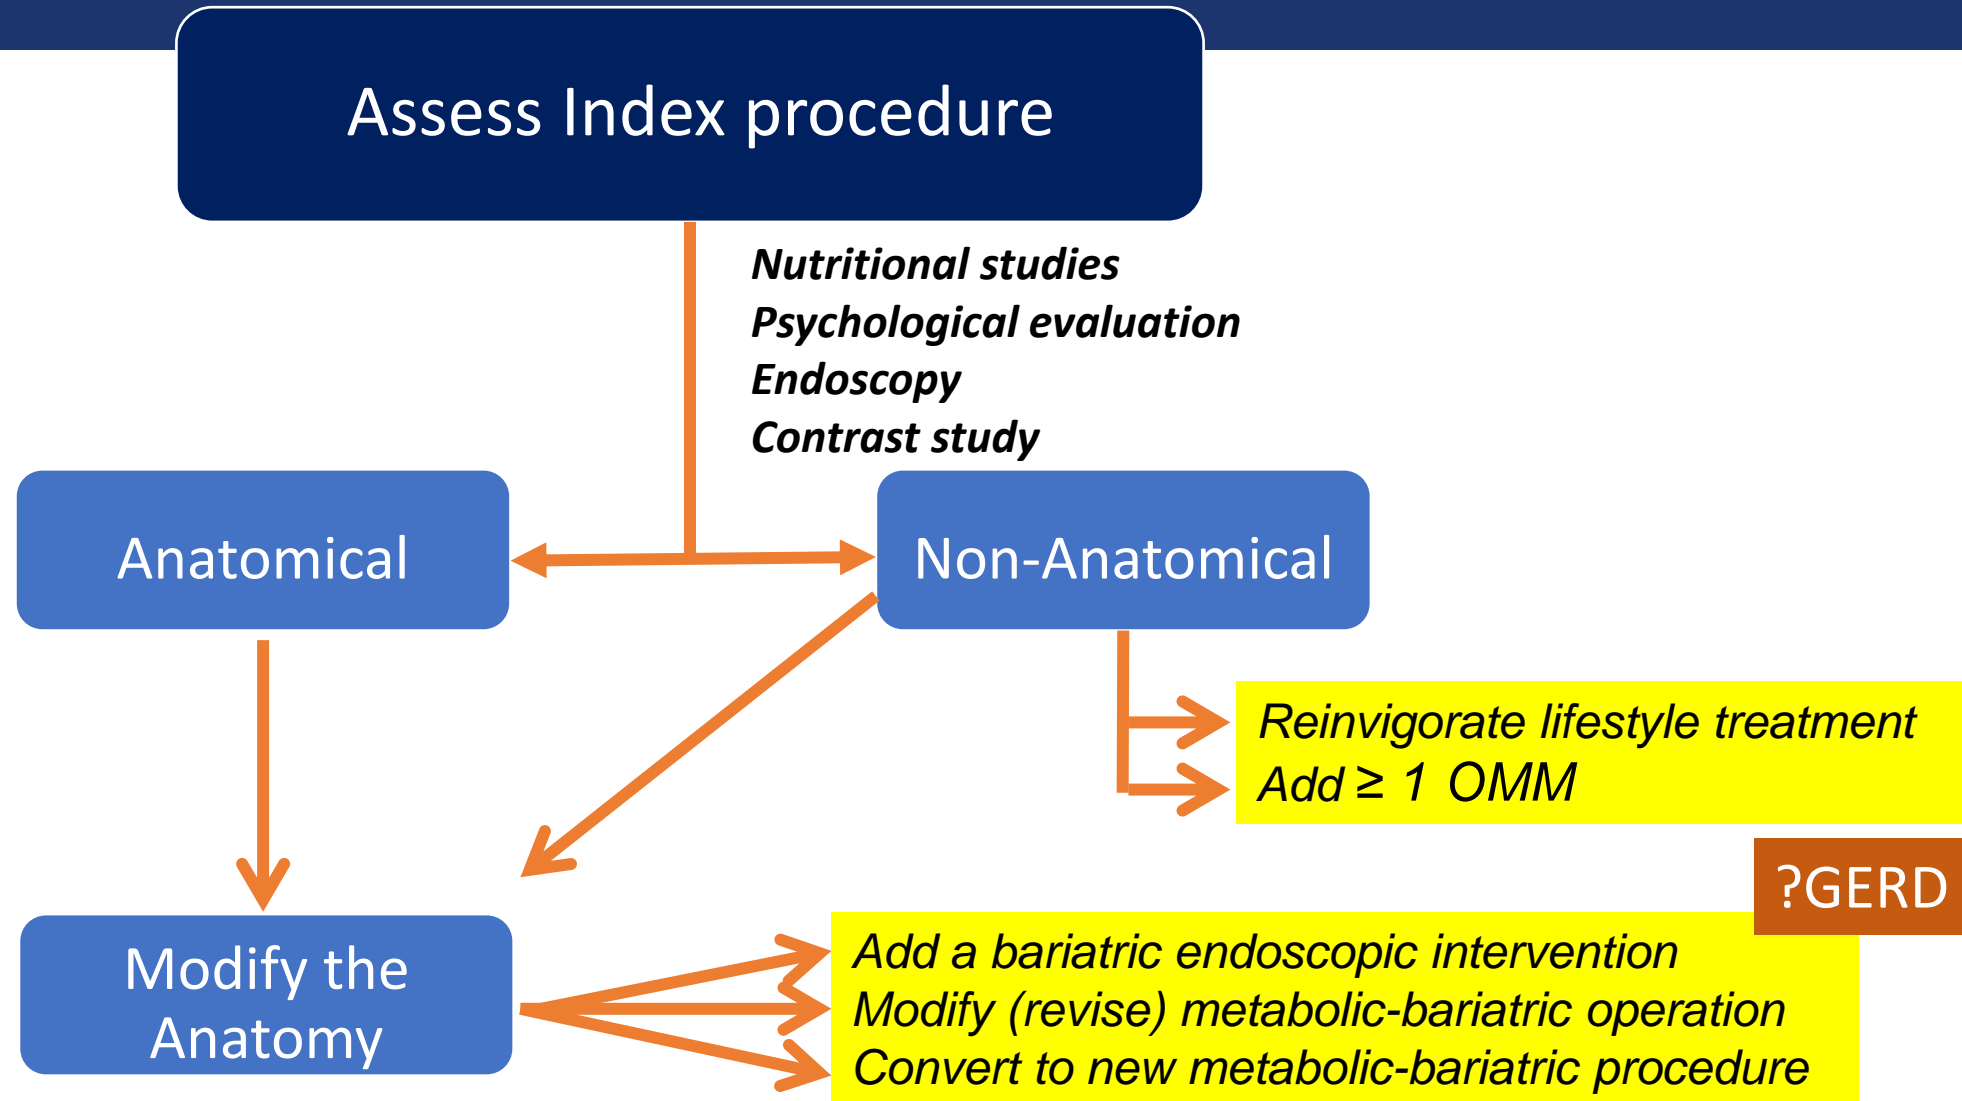 Assess Index procedure
Nutritional studies
Psychological evaluation
Endoscopy
Contrast study
Anatomical
Non-Anatomical
Reinvigorate lifestyle treatment
Add ≥ 1 OMM
?GERD
Modify the
Anatomy
Add a bariatric endoscopic intervention
Modify (revise) metabolic-bariatric operation
Convert to new metabolic-bariatric procedure